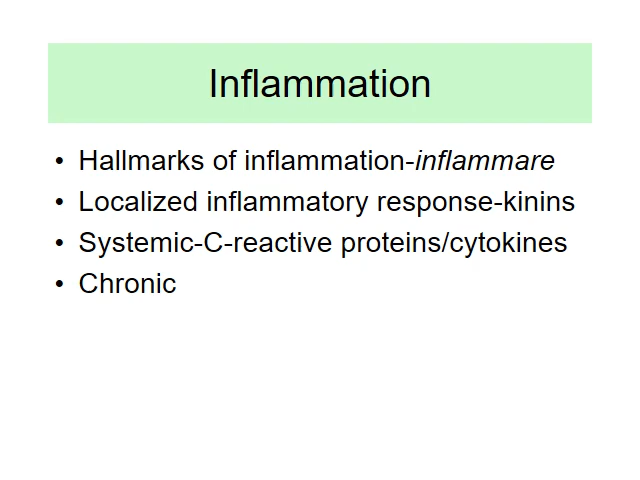 Inflammation
• Hallmarks of inflammation-inflammare
• Localized inflammatory response-kinins
• Systemic-C-reactive proteins/cytokines
• Chronic